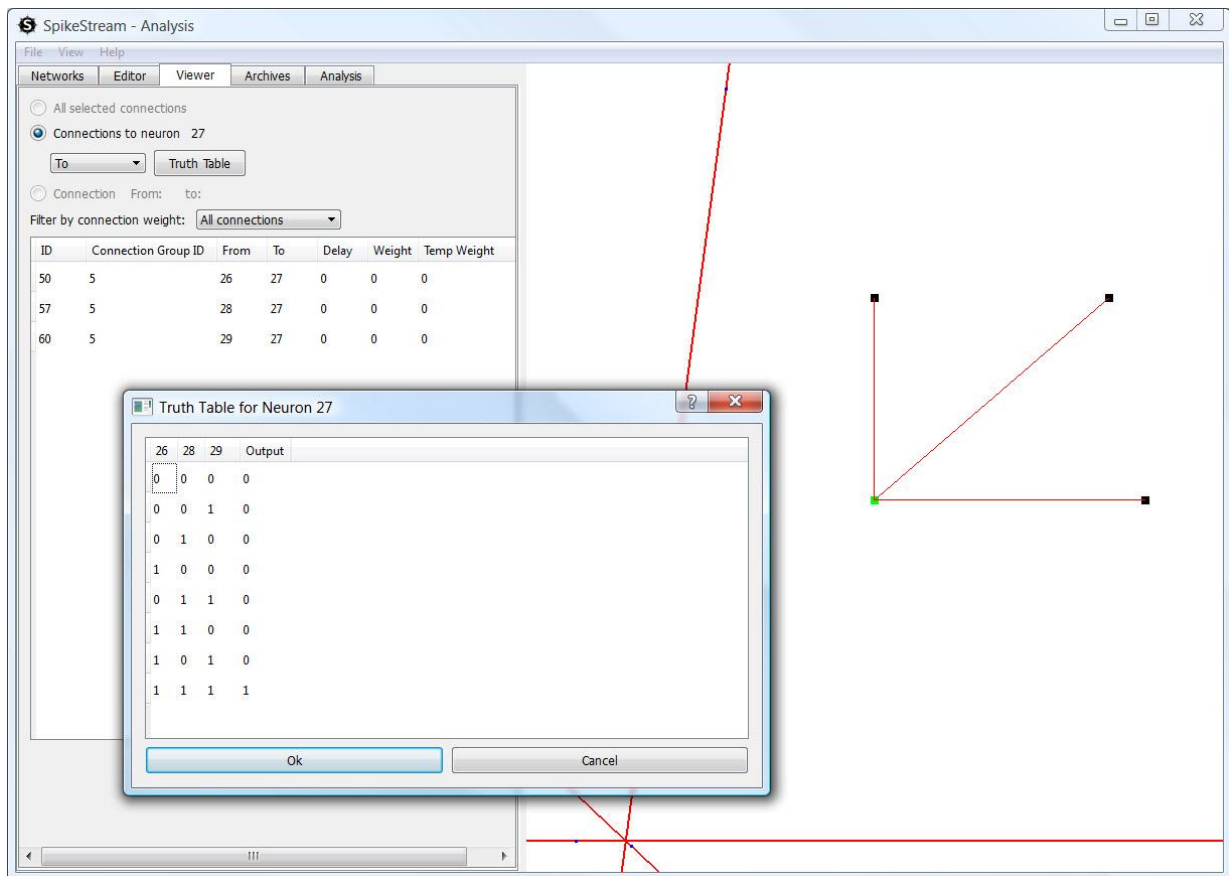 SpikeStream - Analysis
File View Help
Networks Editor Viewer Archives Analysis
All selected connections
Connections to neuron 27
To Truth Table
Connection From: to:
Filter by connection weight: All connections
ID Connection Group ID From To Delay Weight Temp Weight
50 5 26 27 0 0 0
57 5 28 27 0 0 0
60 5 29 27 0 0 0
Truth Table for Neuron 27
26 28 29 Output
0 0 0 0
0 0 1 0
0 1 0 0
1 0 0 0
0 1 1 0
1 1 0 0
1 0 1 0
1 1 1 1
Ok Cancel